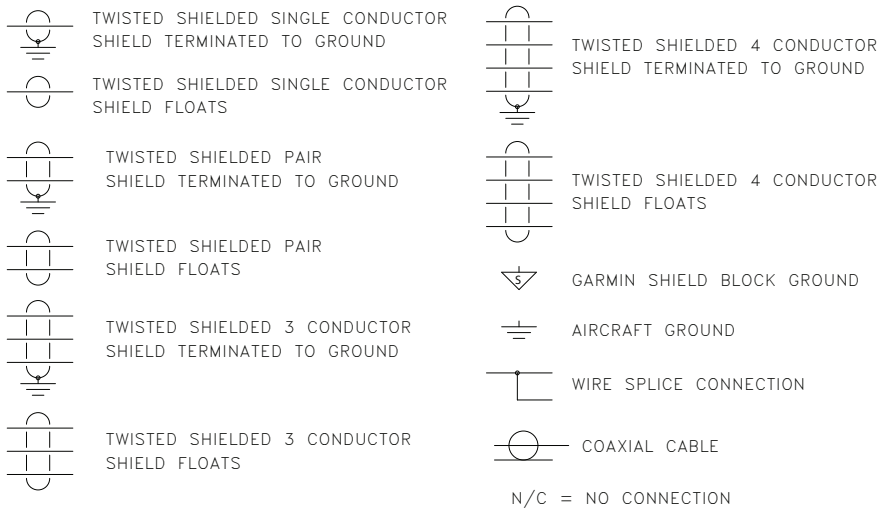 TWISTED SHIELDED SINGLE CONDUCTOR
SHIELD TERMINATED TO GROUND
TWISTED SHIELDED SINGLE CONDUCTOR
SHIELD FLOATS
TWISTED SHIELDED PAIR
SHIELD TERMINATED TO GROUND
TWISTED SHIELDED PAIR
SHIELD FLOATS
TWISTED SHIELDED 3 CONDUCTOR
SHIELD TERMINATED TO GROUND
TWISTED SHIELDED 3 CONDUCTOR
SHIELD FLOATS
TWISTED SHIELDED 4 CONDUCTOR
SHIELD TERMINATED TO GROUND
TWISTED SHIELDED 4 CONDUCTOR
SHIELD FLOATS
S
GARMIN SHIELD BLOCK GROUND
AIRCRAFT GROUND
WIRE SPLICE CONNECTION
COAXIAL CABLE
N/C = NO CONNECTION